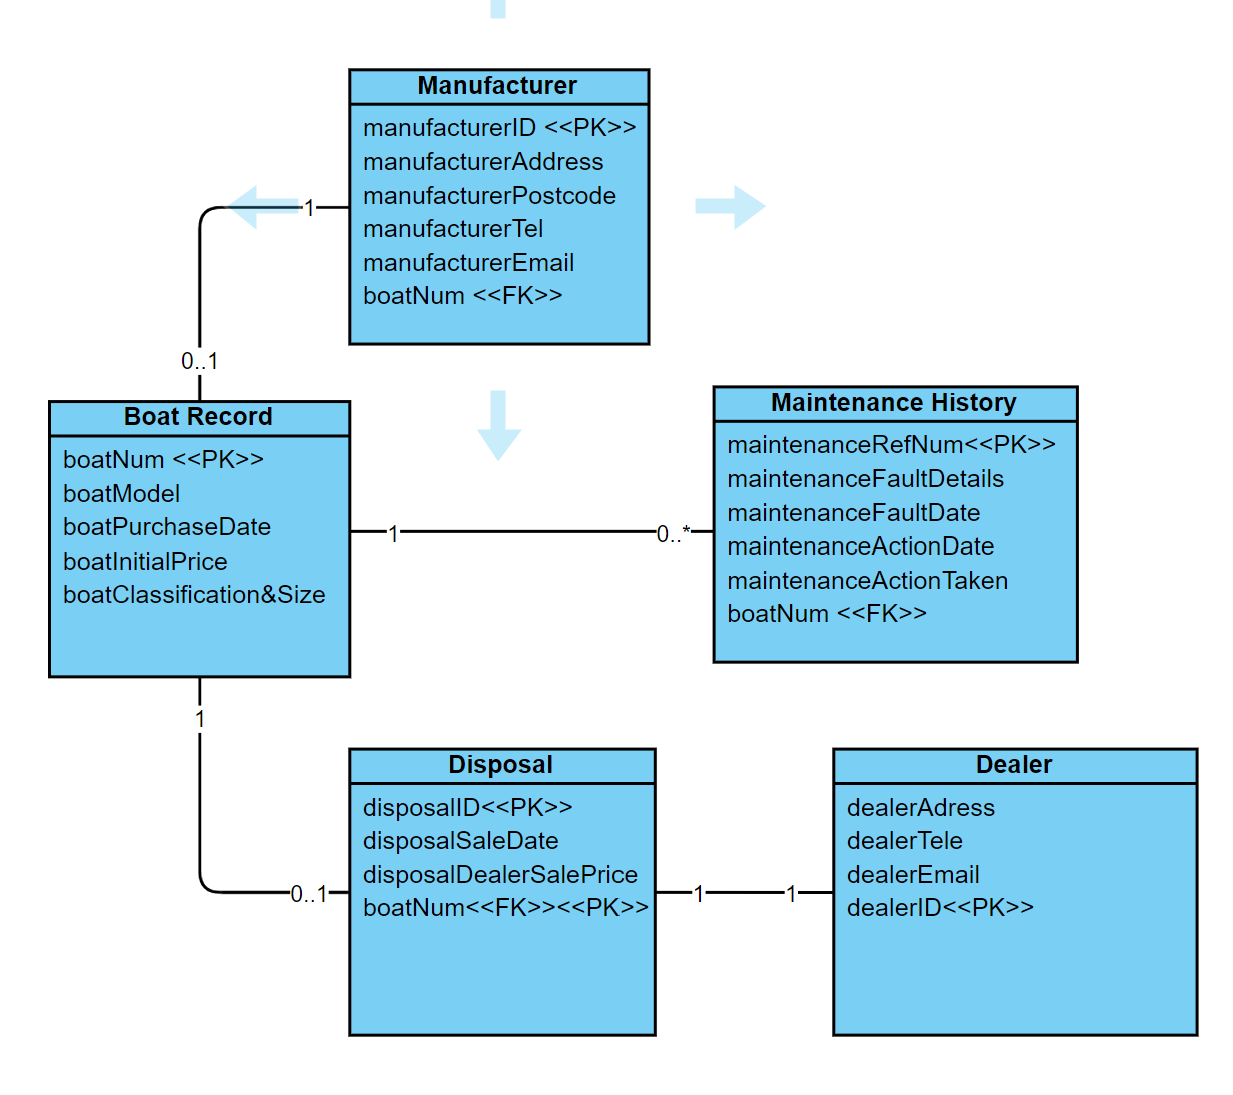 Manufacturer
manufacturerID <<PK>>
manufacturerAddress
manufacturerPostcode
manufacturerTel
manufacturerEmail
boatNum <<FK>>
1
0..1
Boat Record
boatNum <<PK>>
boatModel
boatPurchaseDate
boatInitialPrice
boatClassification&Size
1
0..*
Maintenance History
maintenanceRefNum<<PK>>
maintenanceFaultDetails
maintenanceFaultDate
maintenanceActionDate
maintenanceActionTaken
boatNum <<FK>>
1
0..1
Disposal
disposalID<<PK>>
disposalSaleDate
disposalDealerSalePrice
boatNum<<FK>><<PK>>
1
1
Dealer
dealerAdress
dealerTele
dealerEmail
dealerID<<PK>>